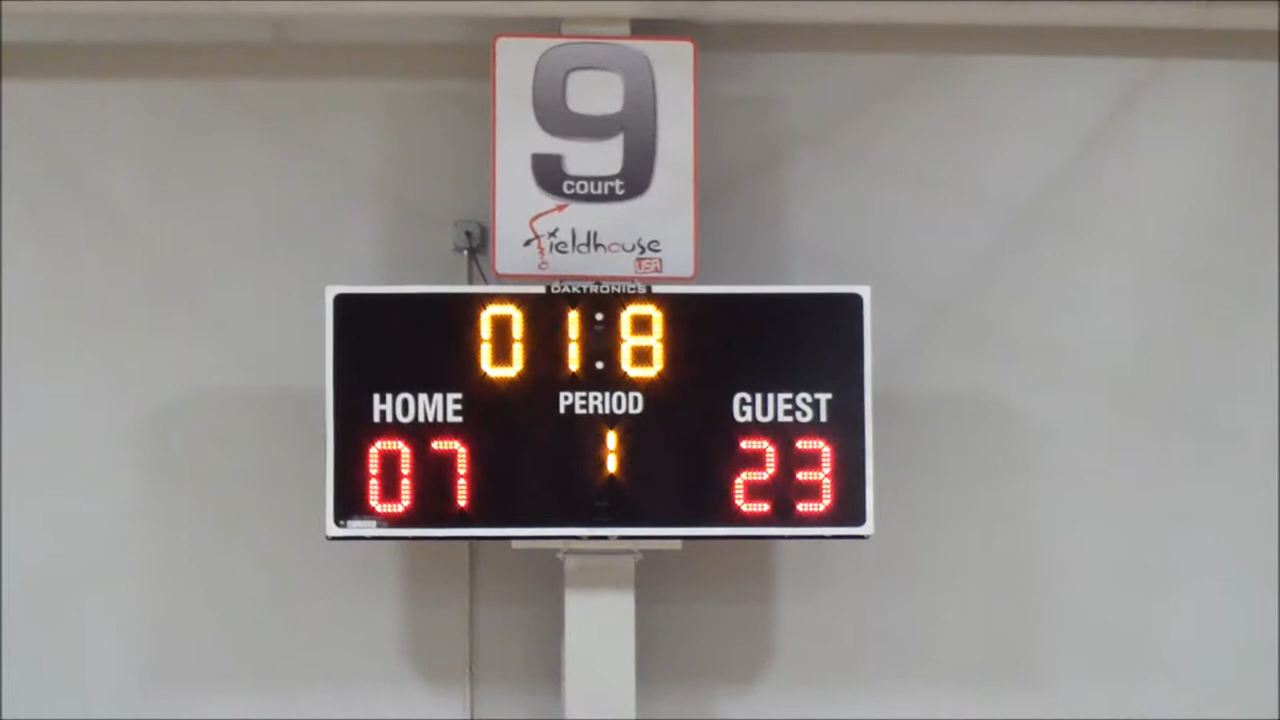 9
court
Fieldhouse
USA
DAKTRONICS
01:8
HOME PERIOD GUEST
07 1 23